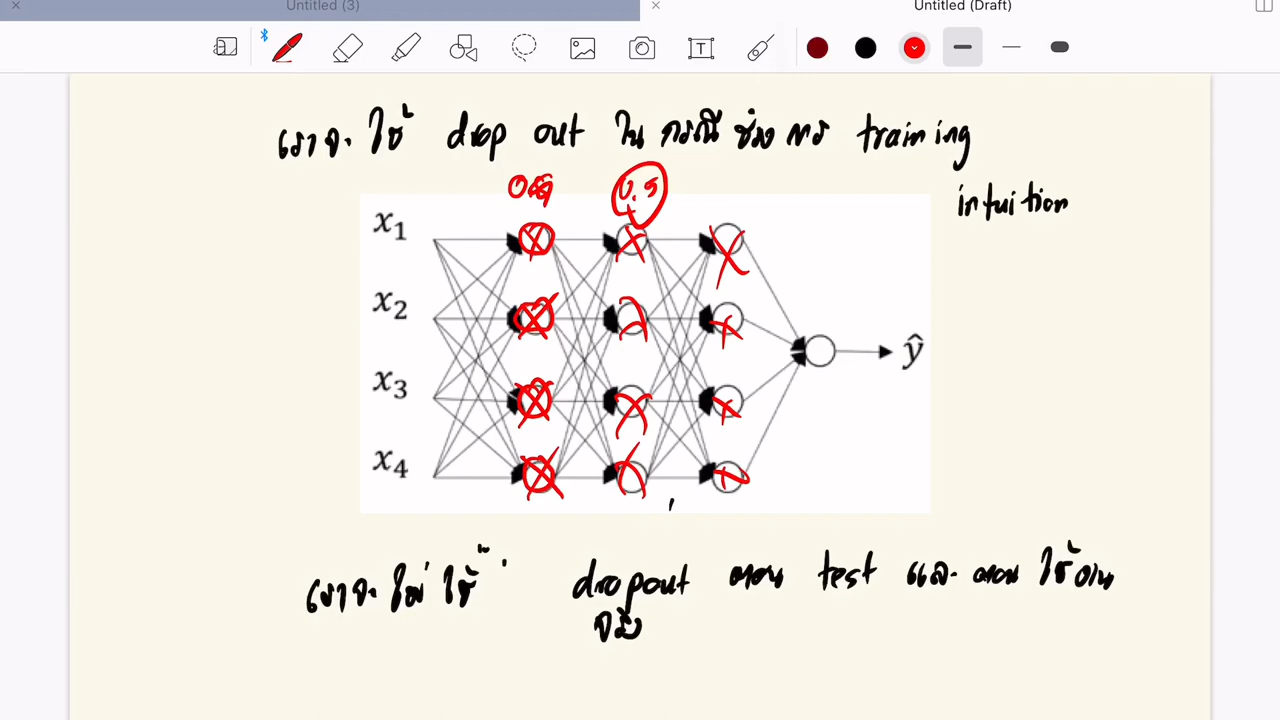 Untitled (3)
Untitled (Draft)
เราจะ ใช้ drop out ใน กรณี ช่วง การ training
intuition
0.5
x₁
x₂
x₃
x₄
ŷ
เราจะ ไม่ ใช้ dropout ตอน test และ ตอน ใช้งาน
จริง